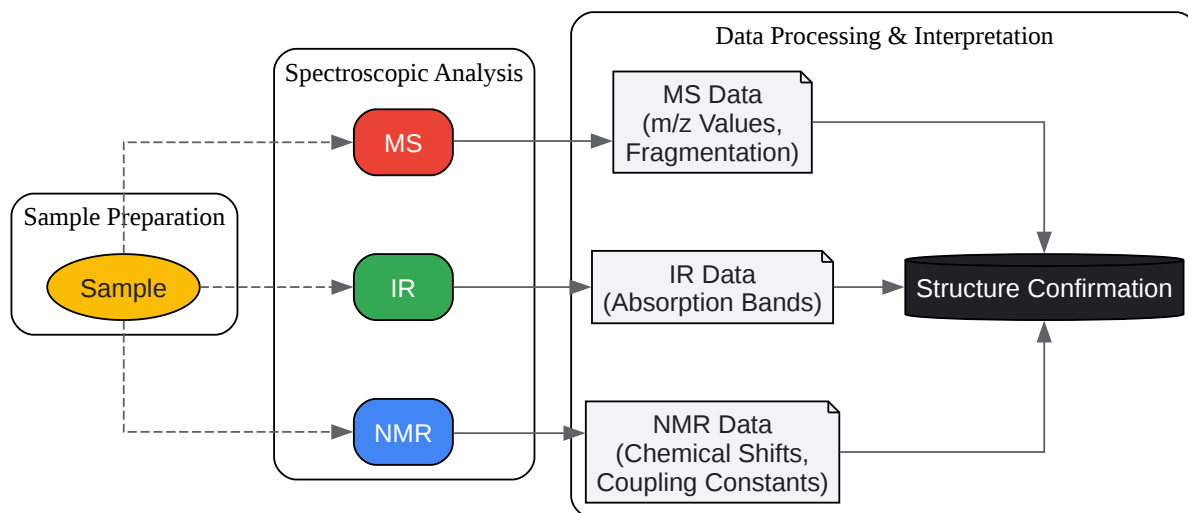 Data Processing & Interpretation
Spectroscopic Analysis
MS Data
(m/z Values,
Fragmentation)
MS
Sample Preparation
Sample
IR
IR Data
(Absorption Bands)
Structure Confirmation
NMR
NMR Data
(Chemical Shifts,
Coupling Constants)